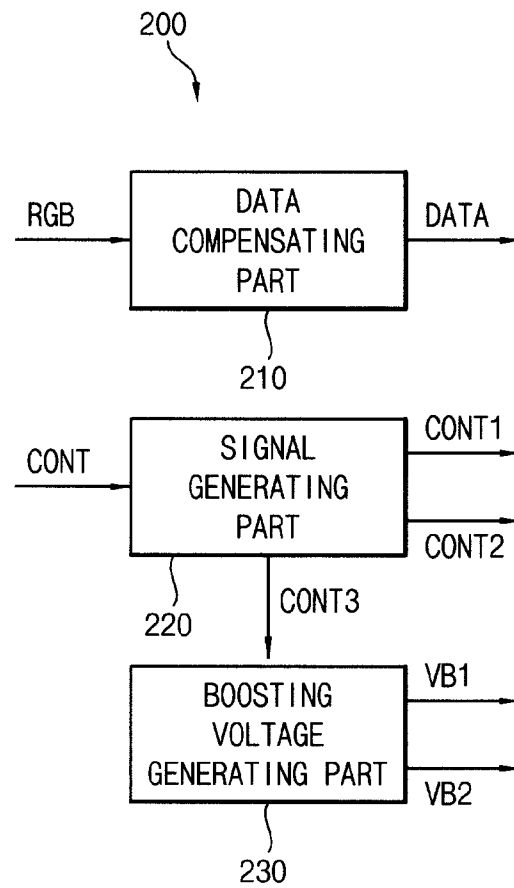 200
RGB
DATA
COMPENSATING
PART
DATA
210
CONT
SIGNAL
GENERATING
PART
CONT1
CONT2
220
CONT3
BOOSTING
VOLTAGE
GENERATING PART
VB1
VB2
230